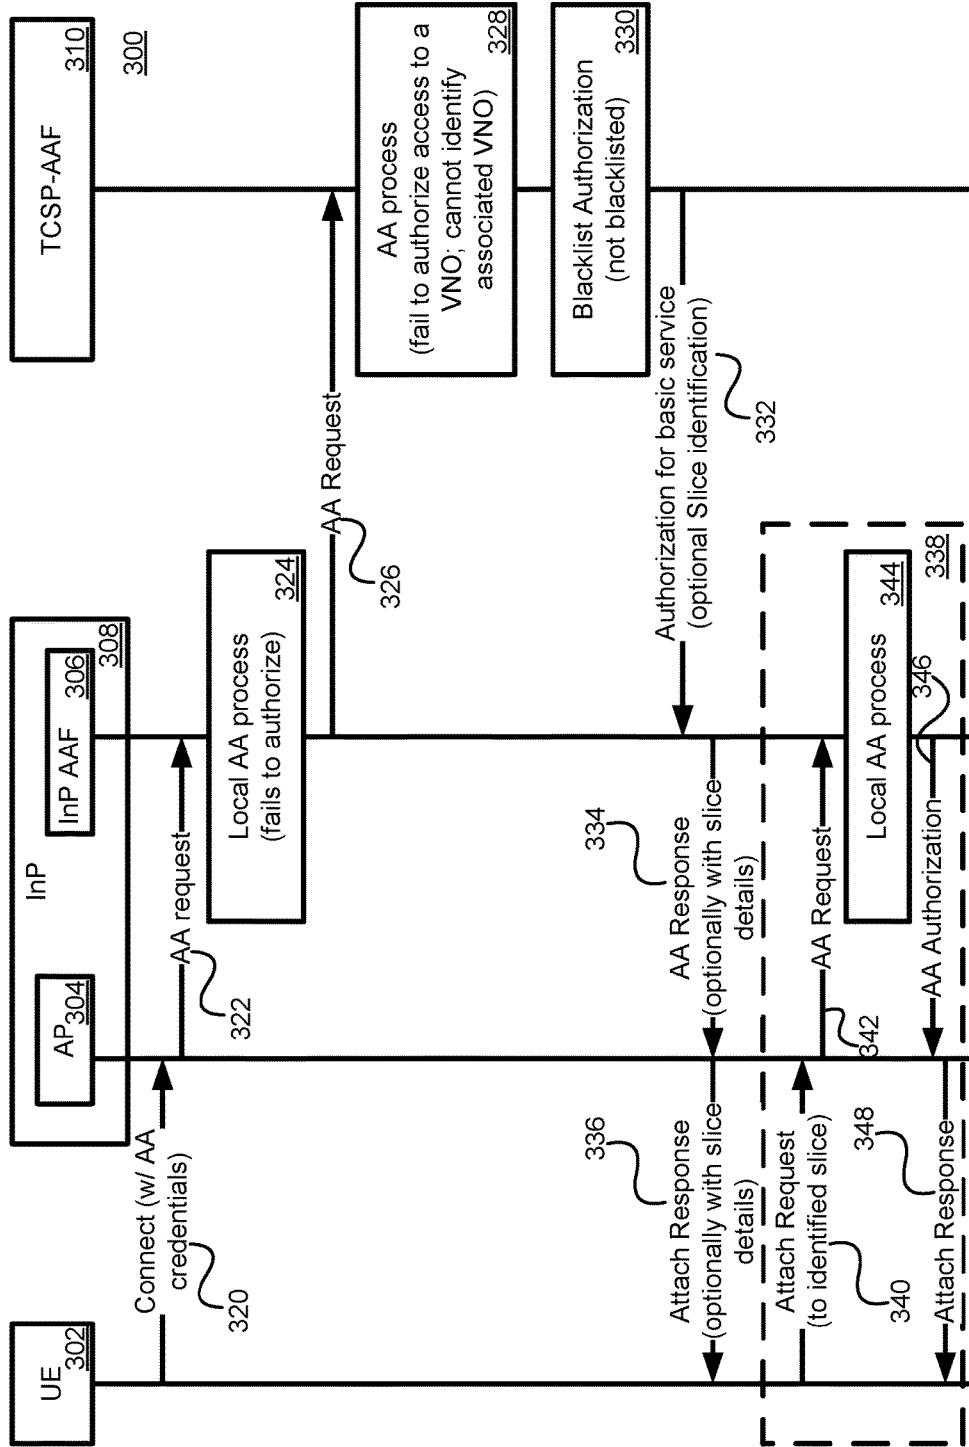 UE
302
InP
AP
304
InP AAF
306
308
TCSP-AAF
310
300
Connect (w/ AA
credentials)
320
AA request
322
Local AA process
(fails to authorize)
324
AA Request
326
AA process
(fail to authorize access to a
VNO; cannot identify
associated VNO)
328
Blacklist Authorization
(not blacklisted)
330
Authorization for basic service
(optional Slice identification)
332
334
AA Response
(optionally with slice
details)
336
Attach Response
(optionally with slice
details)
338
Attach Request
(to identified slice)
340
AA Request
342
Local AA process
344
346
AA Authorization
348
Attach Response